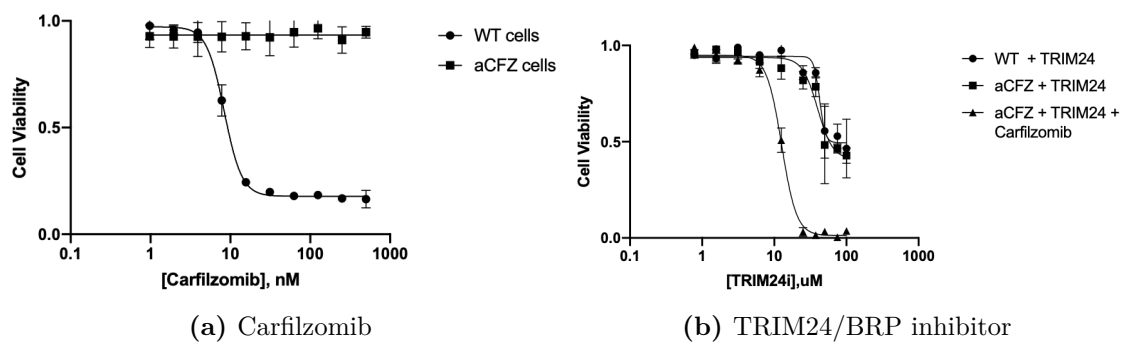 1.0
0.5
0.0
Cell Viability
0.1
1
10
100
1000
[Carfilzomib], nM
WT cells
aCFZ cells
(a) Carfilzomib
1.0
0.5
0.0
Cell Viability
0.1
1
10
100
1000
[TRIM24i],uM
WT + TRIM24
aCFZ + TRIM24
aCFZ + TRIM24 +
Carfilzomib
(b) TRIM24/BRP inhibitor